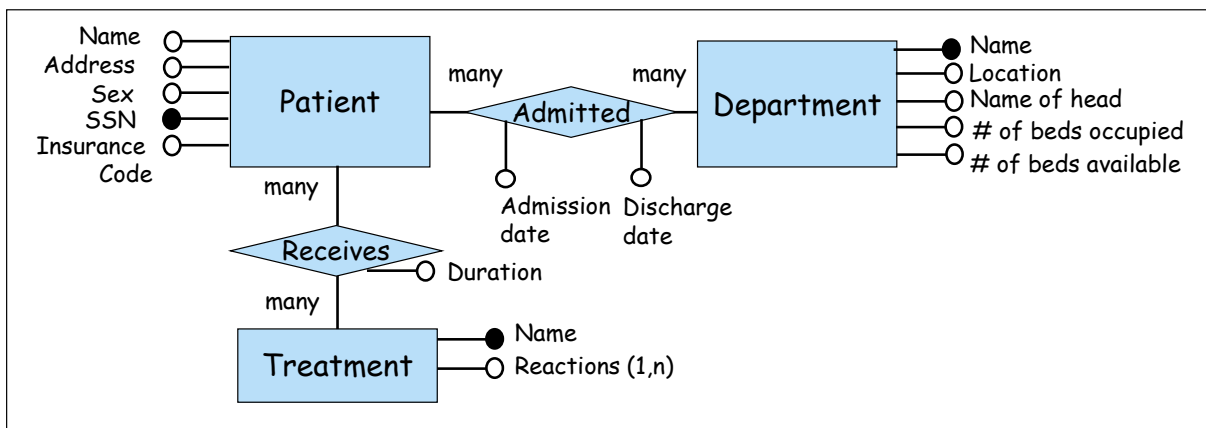 Name
Address
Sex
SSN
Insurance
Code
Patient
many
Admitted
many
Department
Name
Location
Name of head
# of beds occupied
# of beds available
Admission
date
Discharge
date
many
Receives
Duration
many
Treatment
Name
Reactions (1,n)